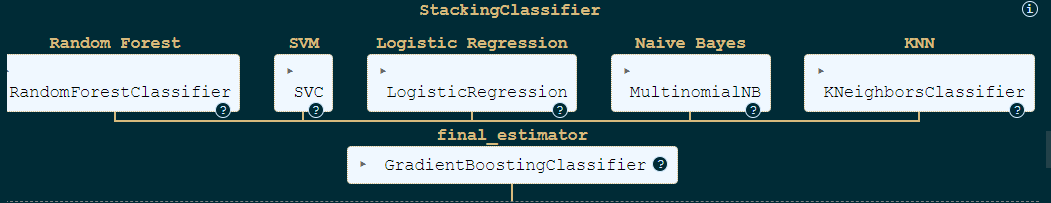 StackingClassifier
i
Random Forest SVM Logistic Regression Naive Bayes KNN
RandomForestClassifier SVC LogisticRegression MultinomialNB KNeighborsClassifier
? ? ? ? ?
final_estimator
GradientBoostingClassifier ?